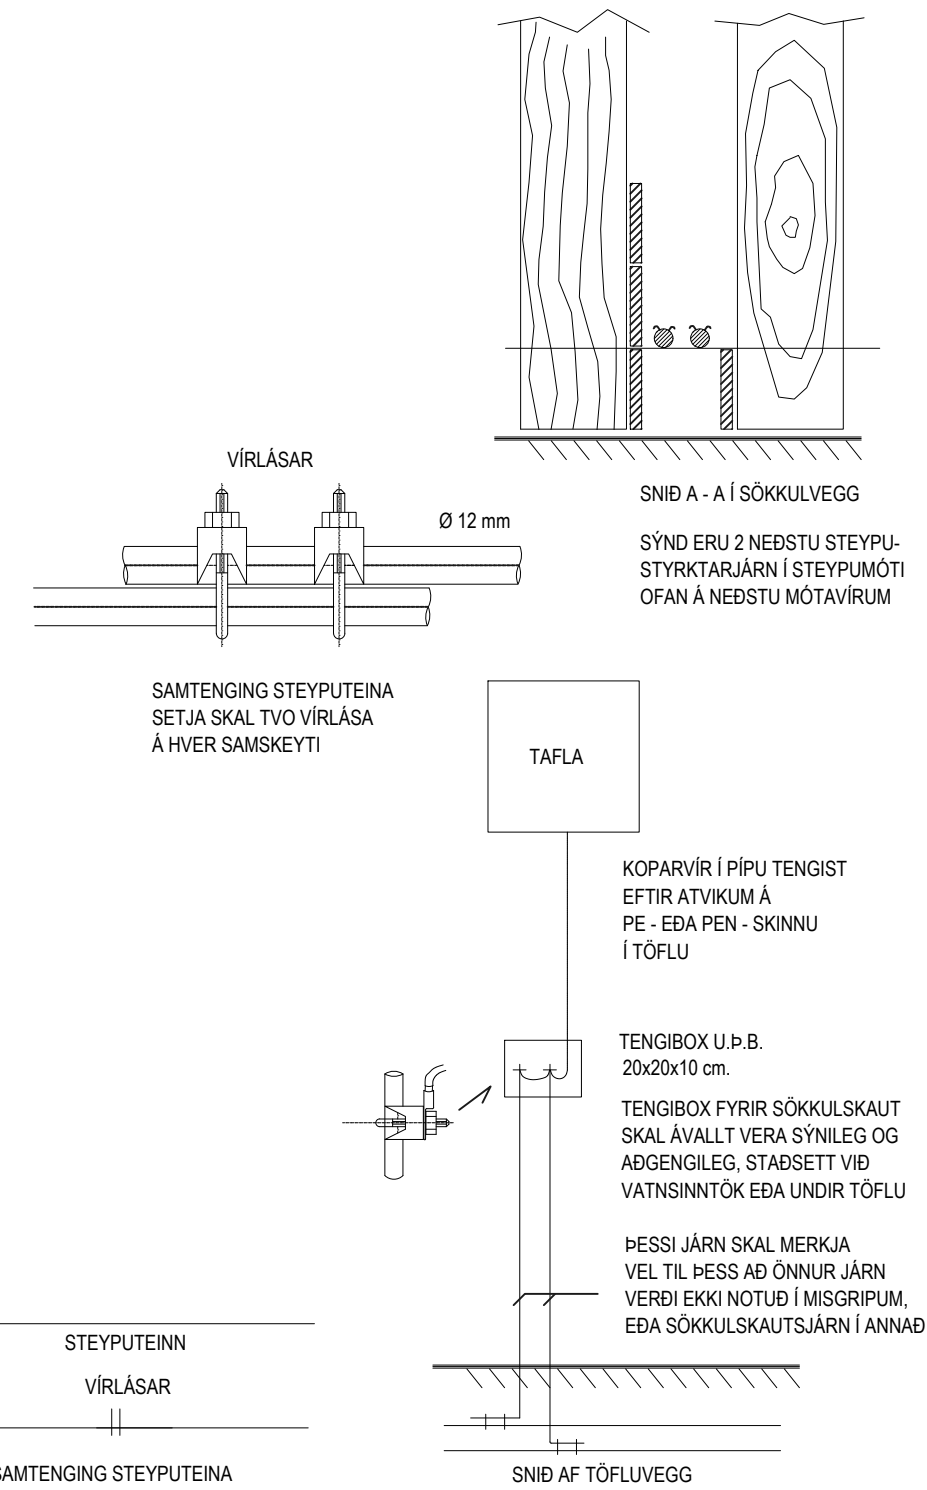 VÍRLÁSAR
Ø 12 mm
SNIÐ A - A Í SÖKKULVEGG
SÝND ERU 2 NEÐSTU STEYPU-
STYRKTARJÁRN Í STEYPUMÓTI
OFAN Á NEÐSTU MÓTAVÍRUM
SAMTENGING STEYPUTEINA
SETJA SKAL TVO VÍRLÁSA
Á HVER SAMSKEYTI
TAFLA
KOPARVÍR Í PÍPU TENGIST
EFTIR ATVIKUM Á
PE - EÐA PEN - SKINNU
Í TÖFLU
TENGIBOX U.Þ.B.
20x20x10 cm.
TENGIBOX FYRIR SÖKKULSKAUT
SKAL ÁVALLT VERA SÝNILEG OG
AÐGENGILEG, STAÐSETT VIÐ
VATNSINNTÖK EÐA UNDIR TÖFLU
ÞESSI JÁRN SKAL MERKJA
VEL TIL ÞESS AÐ ÖNNUR JÁRN
VERÐI EKKI NOTUÐ Í MISGRIPUM,
EÐA SÖKKULSKAUTSJÁRN Í ANNAÐ
STEYPUTEINN
VÍRLÁSAR
SAMTENGING STEYPUTEINA
SNIÐ AF TÖFLUVEGG